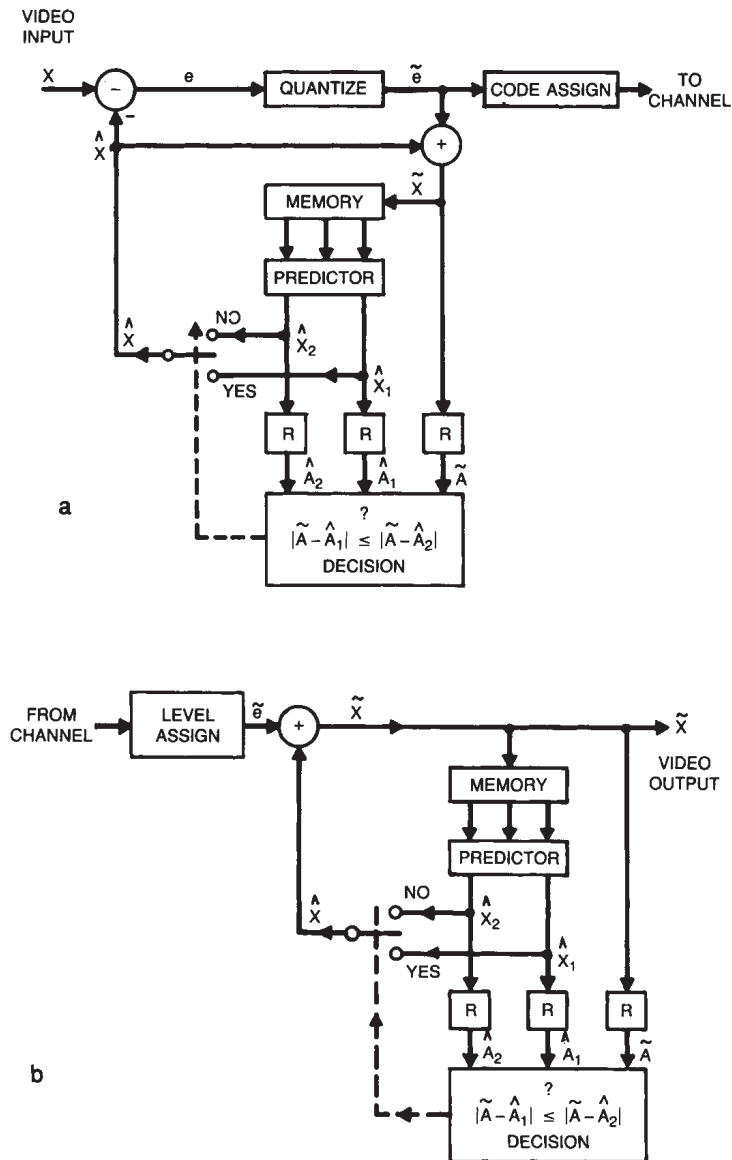 VIDEO
INPUT
X
−
e
QUANTIZE
ẽ
CODE ASSIGN
TO
CHANNEL
−
X̂
+
X̃
MEMORY
PREDICTOR
NO
X̂
X̂₂
YES
X̂₁
R
R
R
Â₂
Â₁
Ã
a
?
|Ã − Â₁| ≤ |Ã − Â₂|
DECISION
FROM
CHANNEL
LEVEL
ASSIGN
ẽ
+
X̃
X̃
VIDEO
OUTPUT
MEMORY
PREDICTOR
NO
X̂
X̂₂
YES
X̂₁
R
R
R
Â₂
Â₁
Ã
b
?
|Ã − Â₁| ≤ |Ã − Â₂|
DECISION